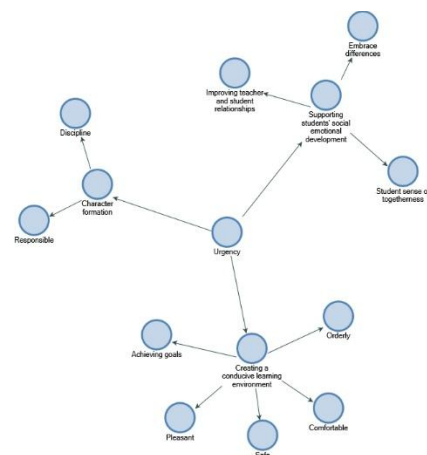 Embrace
differences
Improving teacher
and student
relationships
Supporting
students' social
emotional
development
Discipline
Student sense of
togetherness
Character
formation
Responsible
Urgency
Orderly
Achieving goals
Creating a
conducive learning
environment
Comfortable
Pleasant